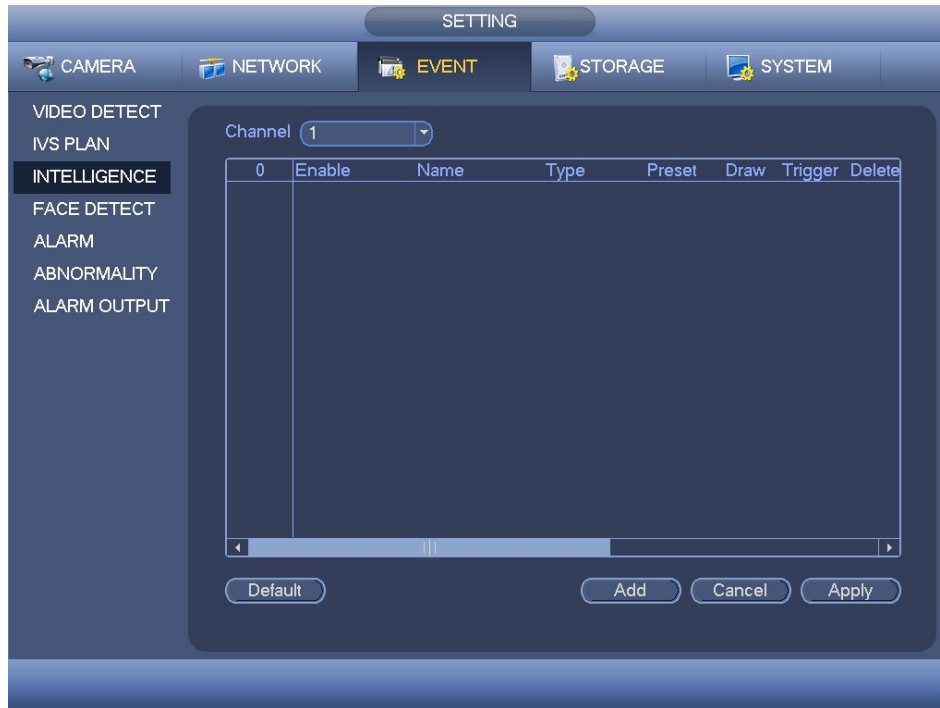 SETTING
CAMERA NETWORK EVENT STORAGE SYSTEM
VIDEO DETECT
IVS PLAN
INTELLIGENCE
FACE DETECT
ALARM
ABNORMALITY
ALARM OUTPUT
Channel 1
0 Enable Name Type Preset Draw Trigger Delete
Default Add Cancel Apply